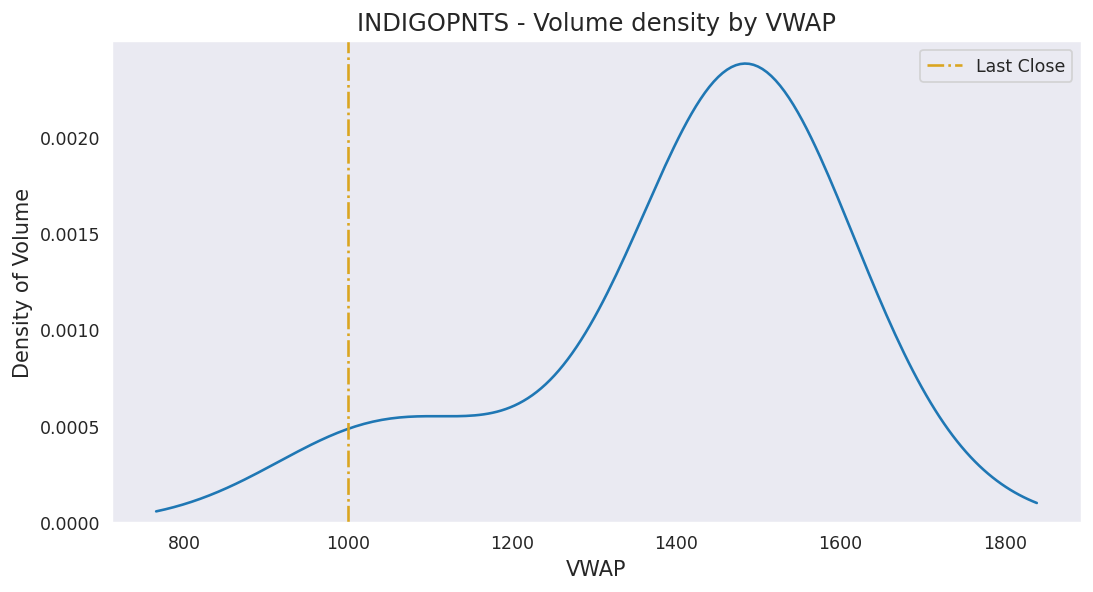 INDIGOPNTS - Volume density by VWAP
Last Close
Density of Volume
0.0020
0.0015
0.0010
0.0005
0.0000
800 1000 1200 1400 1600 1800
VWAP